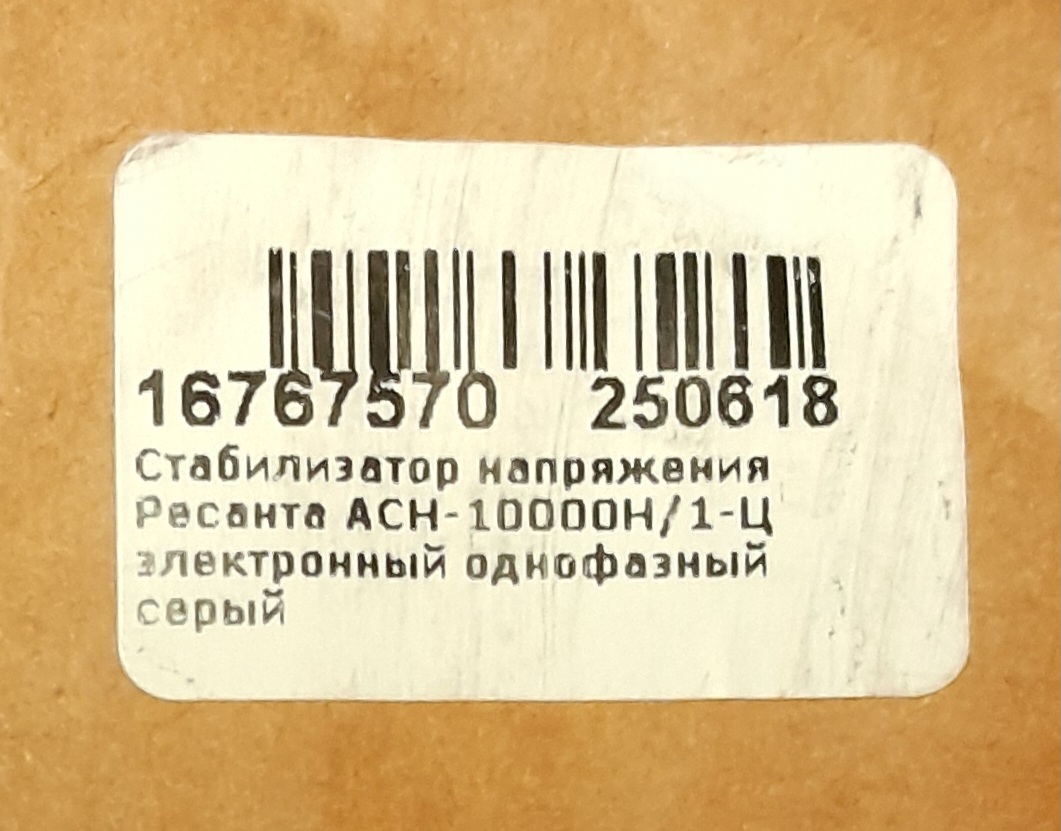 16767570 250618
Стабилизатор напряжения
Ресанта АСН-10000Н/1-Ц
электронный однофазный
серый